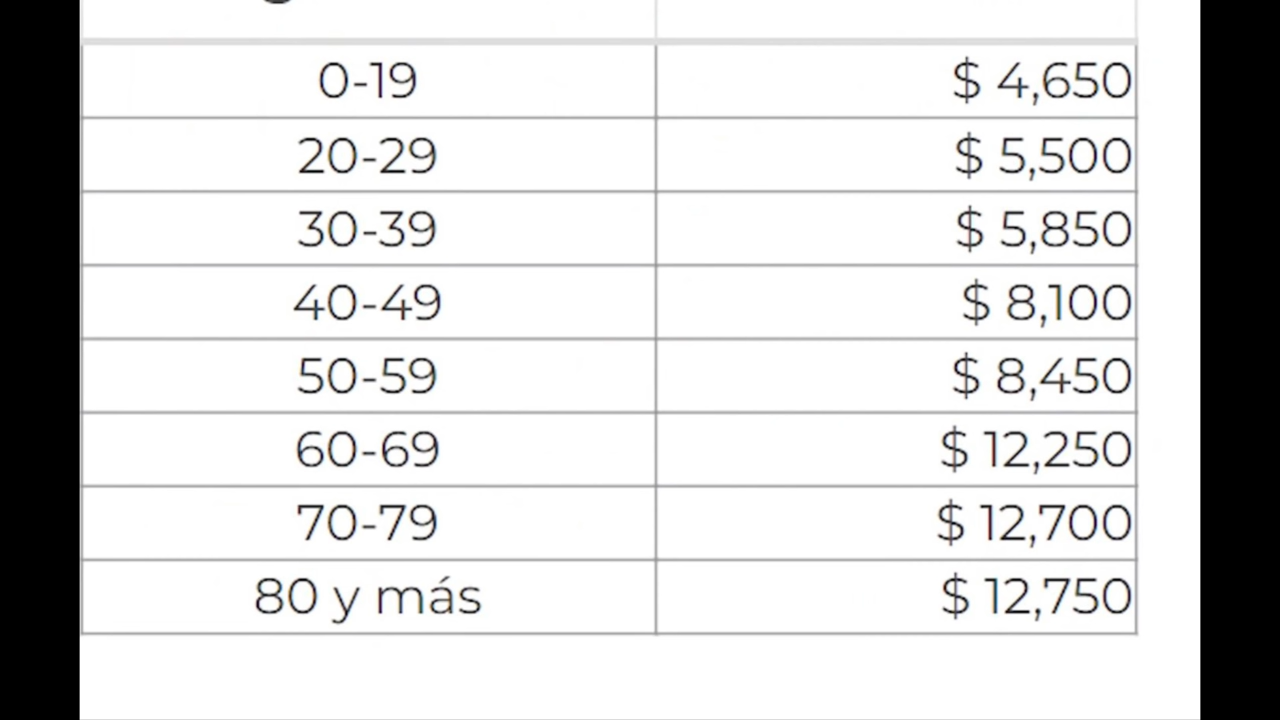 0-19 $ 4,650
20-29 $ 5,500
30-39 $ 5,850
40-49 $ 8,100
50-59 $ 8,450
60-69 $ 12,250
70-79 $ 12,700
80 y más $ 12,750